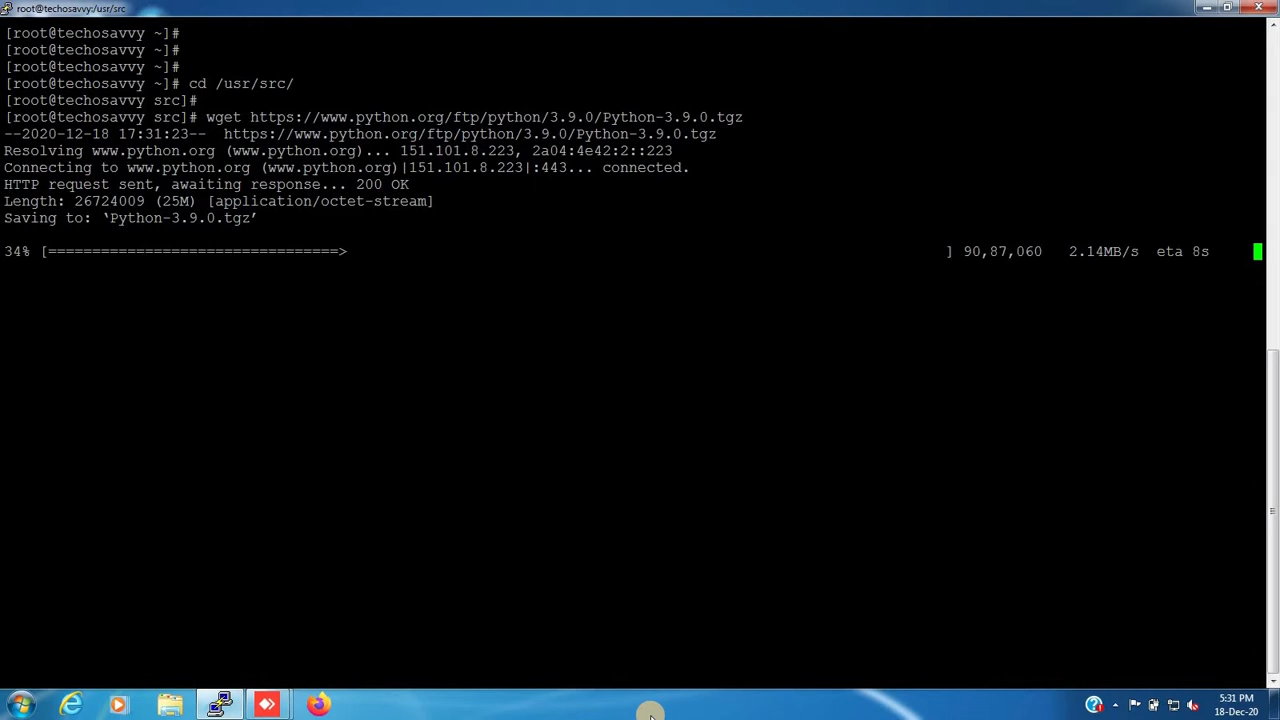 root@techosavvy:/usr/src
[root@techosavvy ~]#
[root@techosavvy ~]#
[root@techosavvy ~]#
[root@techosavvy ~]# cd /usr/src/
[root@techosavvy src]#
[root@techosavvy src]# wget https://www.python.org/ftp/python/3.9.0/Python-3.9.0.tgz
--2020-12-18 17:31:23--  https://www.python.org/ftp/python/3.9.0/Python-3.9.0.tgz
Resolving www.python.org (www.python.org)... 151.101.8.223, 2a04:4e42:2::223
Connecting to www.python.org (www.python.org)|151.101.8.223|:443... connected.
HTTP request sent, awaiting response... 200 OK
Length: 26724009 (25M) [application/octet-stream]
Saving to: ‘Python-3.9.0.tgz’
34% [=================================>                                                                    ] 90,87,060   2.14MB/s  eta 8s
5:31 PM
18-Dec-20